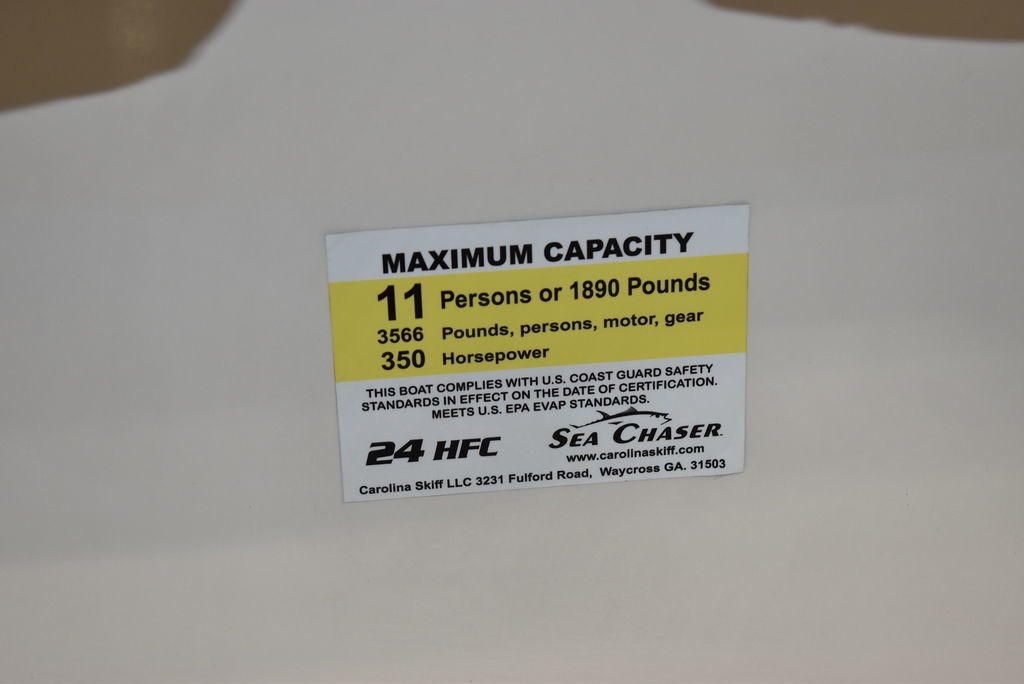 MAXIMUM CAPACITY
11 Persons or 1890 Pounds
3566 Pounds, persons, motor, gear
350 Horsepower
THIS BOAT COMPLIES WITH U.S. COAST GUARD SAFETY
STANDARDS IN EFFECT ON THE DATE OF CERTIFICATION.
MEETS U.S. EPA EVAP STANDARDS.
24 HFC SEA CHASER.
www.carolinaskiff.com
Carolina Skiff LLC 3231 Fulford Road, Waycross GA. 31503